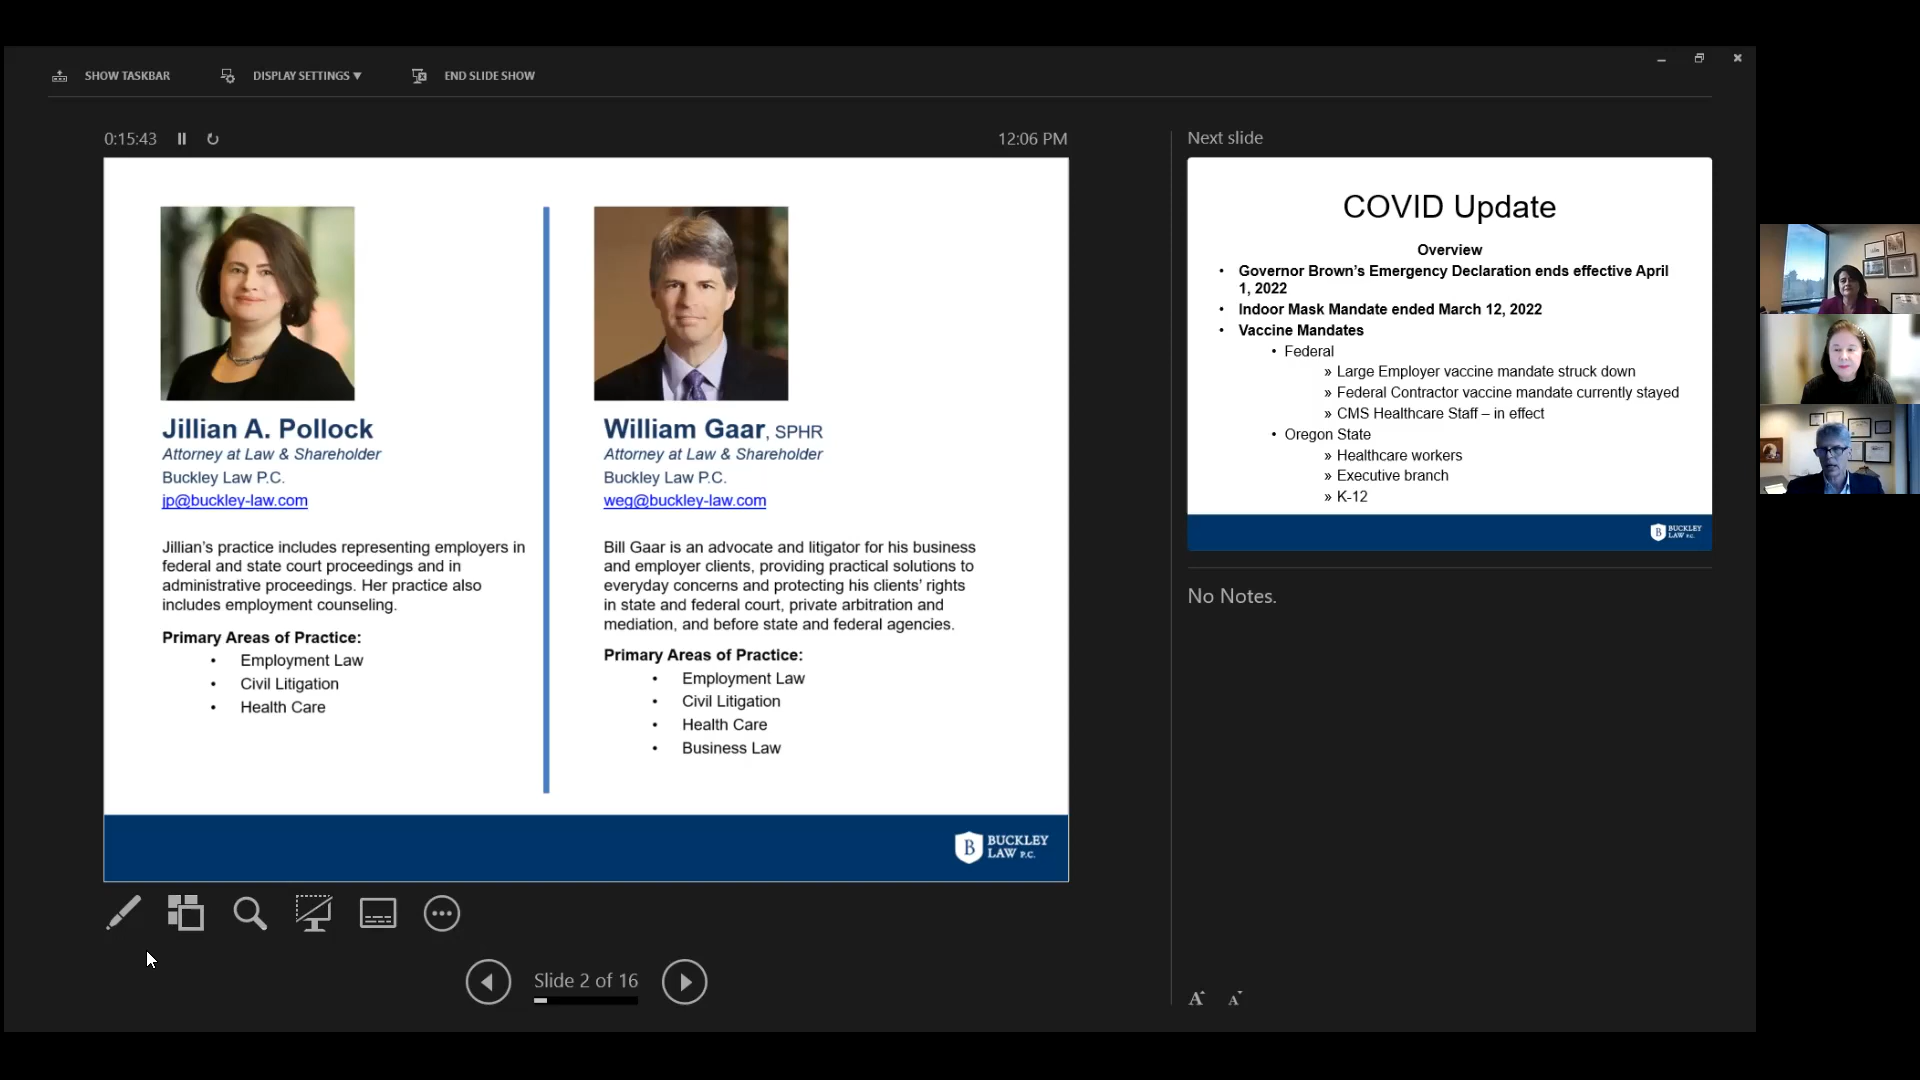 SHOW TASKBAR
DISPLAY SETTINGS ▼
END SLIDE SHOW
0:15:43
12:06 PM
Jillian A. Pollock
Attorney at Law & Shareholder
Buckley Law P.C.
jp@buckley-law.com
Jillian's practice includes representing employers in
federal and state court proceedings and in
administrative proceedings. Her practice also
includes employment counseling.
Primary Areas of Practice:
• Employment Law
• Civil Litigation
• Health Care
William Gaar, SPHR
Attorney at Law & Shareholder
Buckley Law P.C.
weg@buckley-law.com
Bill Gaar is an advocate and litigator for his business
and employer clients, providing practical solutions to
everyday concerns and protecting his clients' rights
in state and federal court, private arbitration and
mediation, and before state and federal agencies.
Primary Areas of Practice:
• Employment Law
• Civil Litigation
• Health Care
• Business Law
B BUCKLEY
LAW P.C.
Slide 2 of 16
Next slide
COVID Update
Overview
• Governor Brown's Emergency Declaration ends effective April
1, 2022
• Indoor Mask Mandate ended March 12, 2022
• Vaccine Mandates
• Federal
» Large Employer vaccine mandate struck down
» Federal Contractor vaccine mandate currently stayed
» CMS Healthcare Staff – in effect
• Oregon State
» Healthcare workers
» Executive branch
» K-12
B BUCKLEY
LAW P.C.
No Notes.
A A